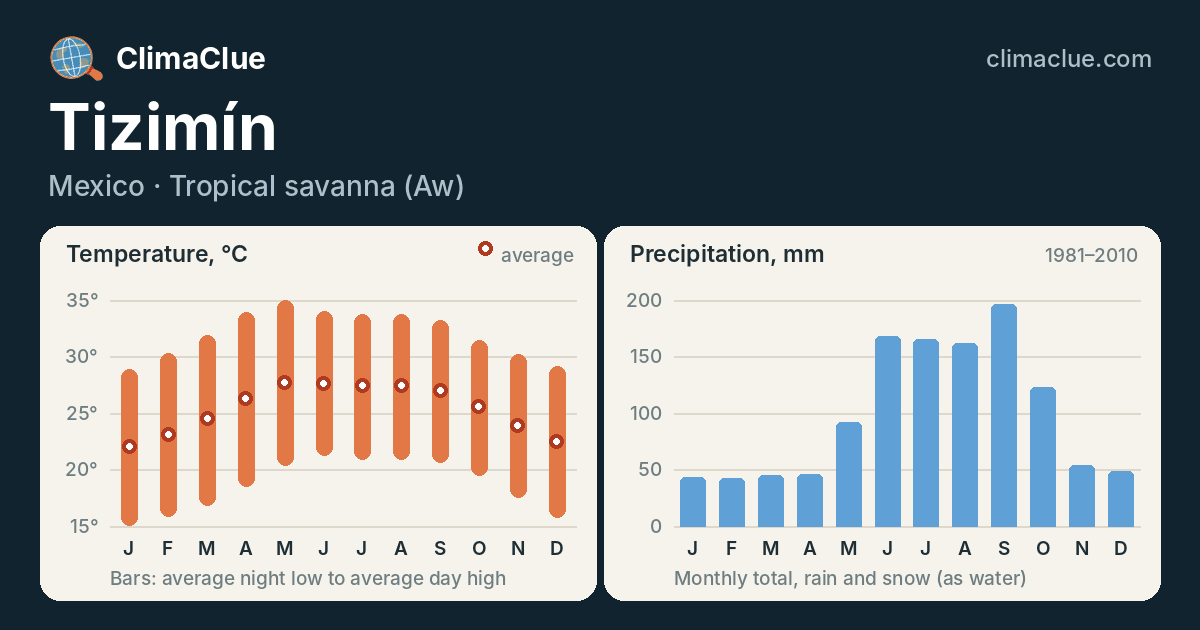 ClimaClue
climaclue.com
Tizimín
Mexico · Tropical savanna (Aw)
Temperature, °C
average
35°
30°
25°
20°
15°
J F M A M J J A S O N D
Bars: average night low to average day high
Precipitation, mm
1981–2010
200
150
100
50
0
J F M A M J J A S O N D
Monthly total, rain and snow (as water)